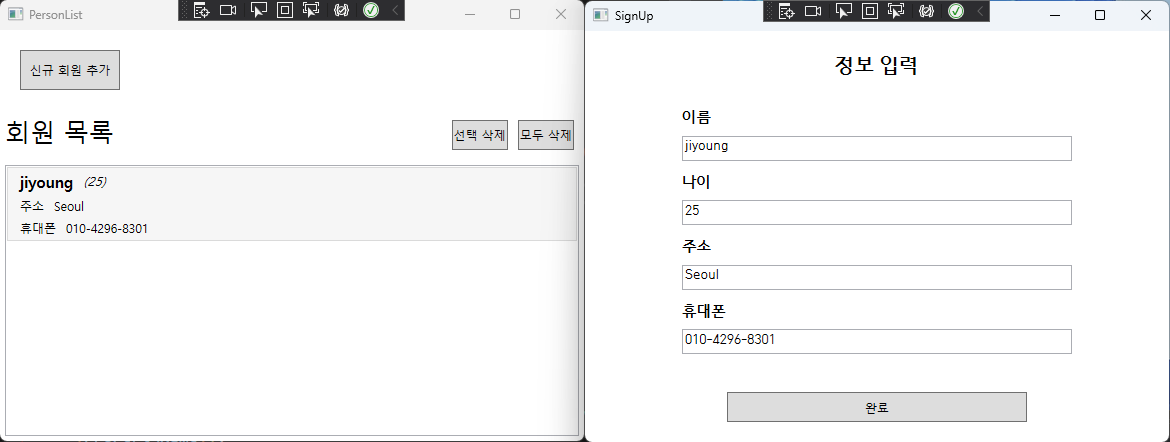 PersonList
신규 회원 추가
회원 목록
선택 삭제
모두 삭제
jiyoung (25)
주소 Seoul
휴대폰 010-4296-8301
SignUp
정보 입력
이름
jiyoung
나이
25
주소
Seoul
휴대폰
010-4296-8301
완료